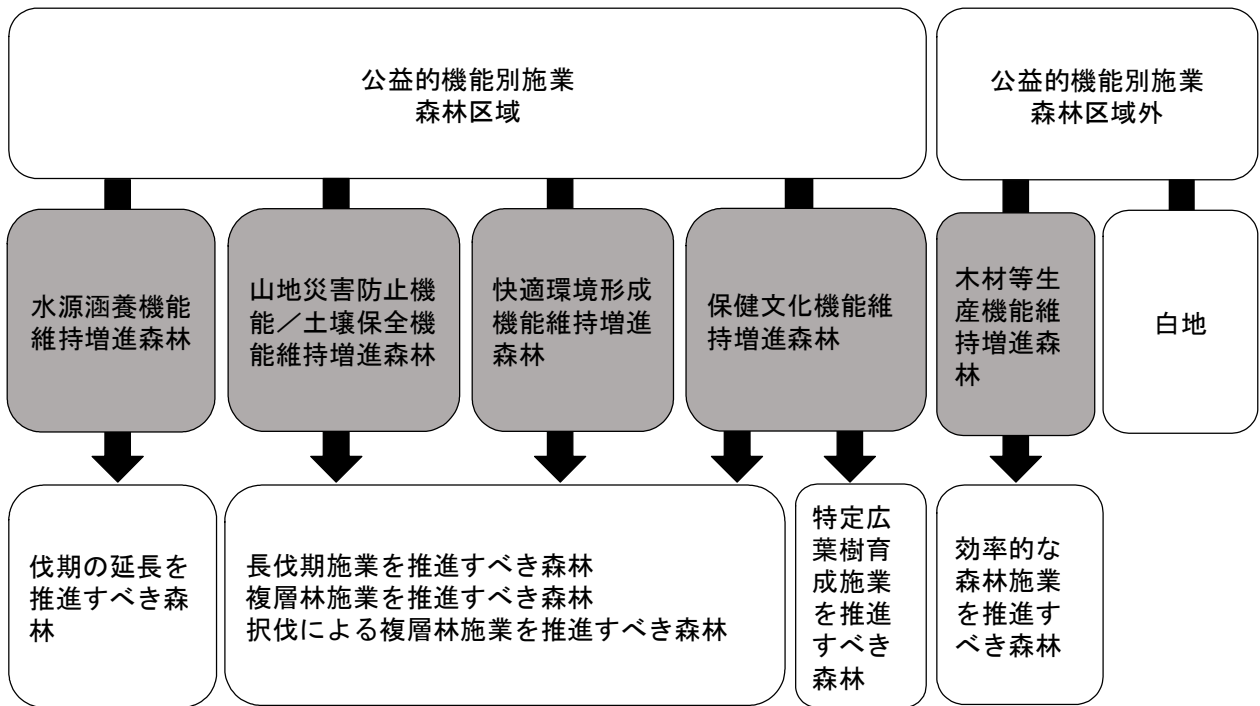 公益的機能別施業
森林区域
公益的機能別施業
森林区域外
水源涵養機能
維持増進森林
山地災害防止機
能／土壌保全機
能維持増進森林
快適環境形成
機能維持増進
森林
保健文化機能維
持増進森林
木材等生
産機能維
持増進森
林
白地
伐期の延長を
推進すべき森
林
長伐期施業を推進すべき森林
複層林施業を推進すべき森林
択伐による複層林施業を推進すべき森林
特定広
葉樹育
成施業
を推進
すべき
森林
効率的な
森林施業
を推進す
べき森林